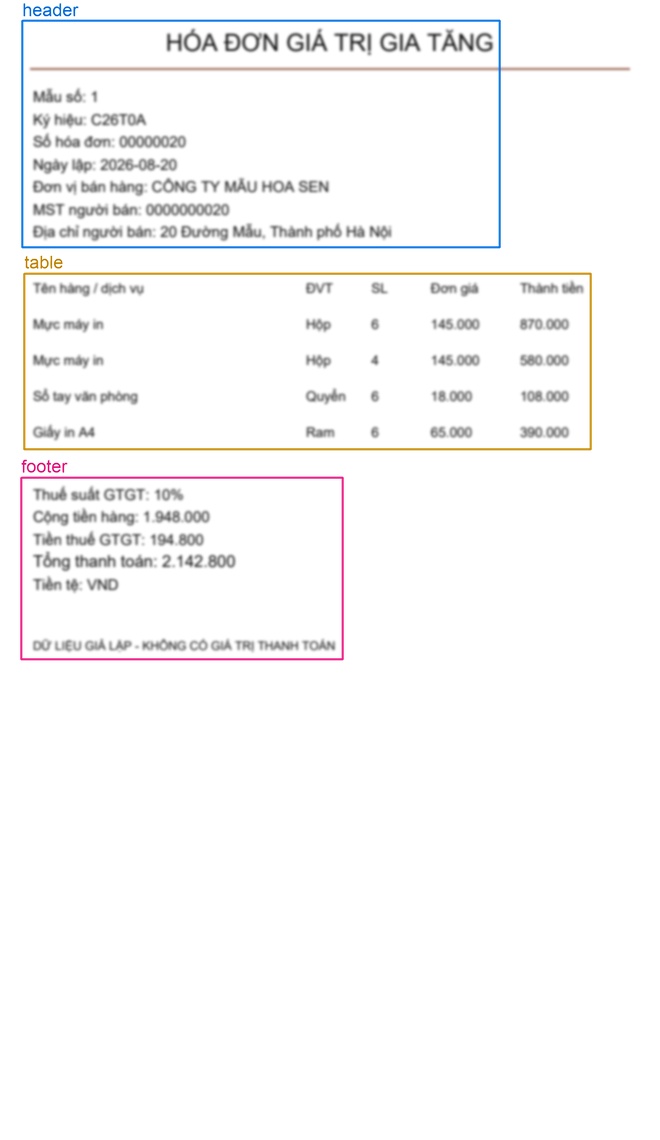 header
HÓA ĐƠN GIÁ TRỊ GIA TĂNG
Mẫu số: 1
Ký hiệu: C26T0A
Số hóa đơn: 00000020
Ngày lập: 2026-08-20
Đơn vị bán hàng: CÔNG TY MẪU HOA SEN
MST người bán: 0000000020
Địa chỉ người bán: 20 Đường Mẫu, Thành phố Hà Nội
table
Tên hàng / dịch vụ ĐVT SL Đơn giá Thành tiền
Mực máy in Hộp 6 145.000 870.000
Mực máy in Hộp 4 145.000 580.000
Sổ tay văn phòng Quyển 6 18.000 108.000
Giấy in A4 Ram 6 65.000 390.000
footer
Thuế suất GTGT: 10%
Cộng tiền hàng: 1.948.000
Tiền thuế GTGT: 194.800
Tổng thanh toán: 2.142.800
Tiền tệ: VND
DỮ LIỆU GIẢ LẬP - KHÔNG CÓ GIÁ TRỊ THANH TOÁN